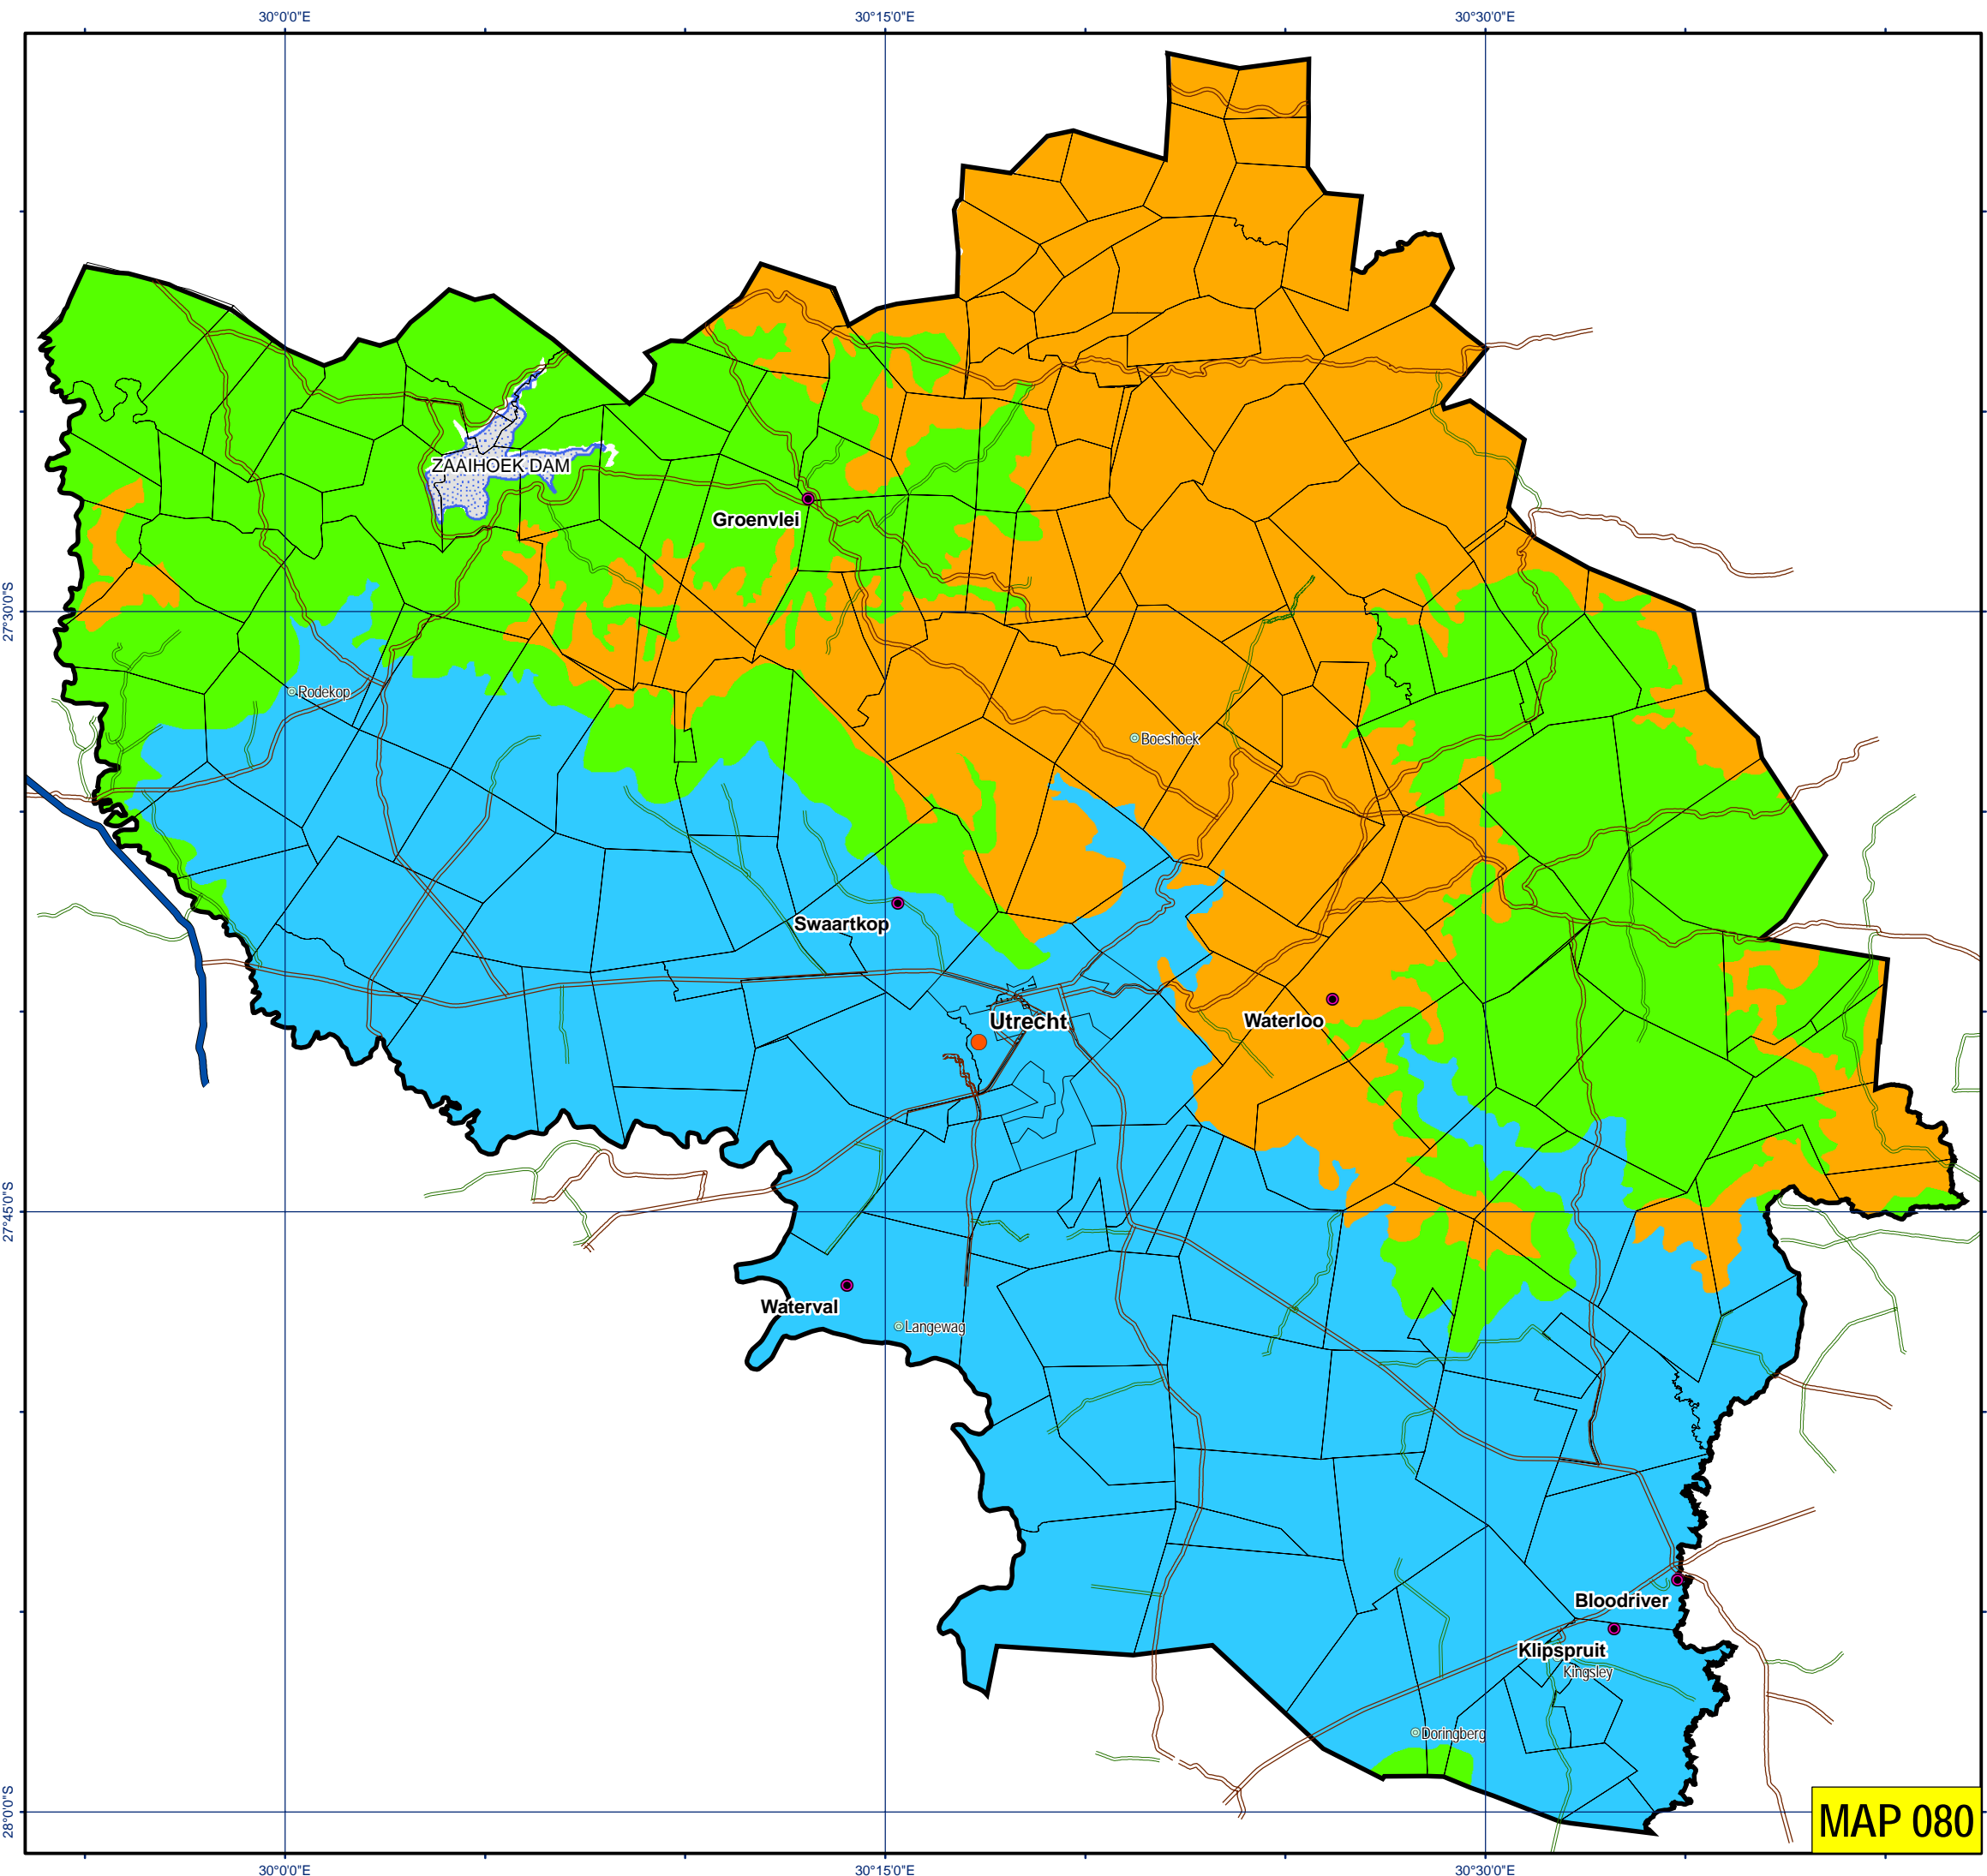 30°0'0"E
30°15'0"E
30°30'0"E
ZAAIHOEK DAM
Groenvlei
27°30'0"S
Rodekop
Boeshoek
Swaartkop
Utrecht
Waterloo
27°45'0"S
Waterval
Langewag
Bloodriver
Klipspruit
Kingsley
Doringberg
28°0'0"S
MAP 080
30°0'0"E
30°15'0"E
30°30'0"E